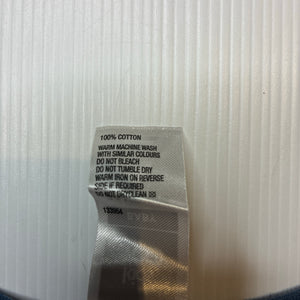 100% COTTON
WARM MACHINE WASH
WITH SIMILAR COLOURS
DO NOT BLEACH
DO NOT TUMBLE DRY
WARM IRON ON REVERSE
SIDE IF REQUIRED
DO NOT DRYCLEAN
BABY